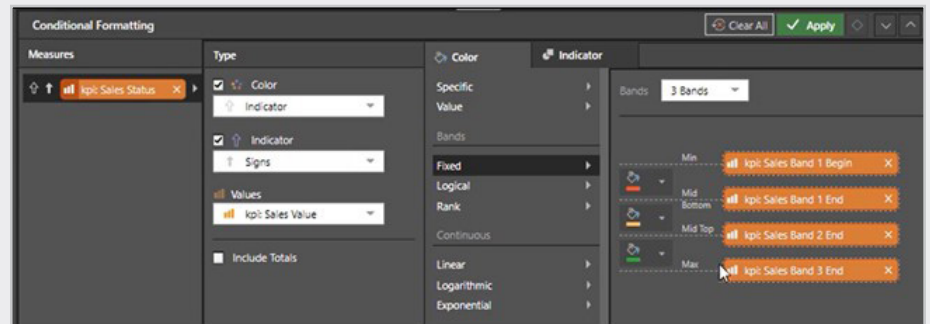 Conditional Formatting
Clear All
Apply
Measures
kpi: Sales Status
Type
Color
Indicator
Indicator
Signs
Values
kpi: Sales Value
Include Totals
Color
Indicator
Specific
Value
Bands
Fixed
Logical
Rank
Continuous
Linear
Logarithmic
Exponential
Bands
3 Bands
Min
kpi: Sales Band 1 Begin
Mid
Bottom
kpi: Sales Band 1 End
Mid Top
kpi: Sales Band 2 End
Max
kpi: Sales Band 3 End